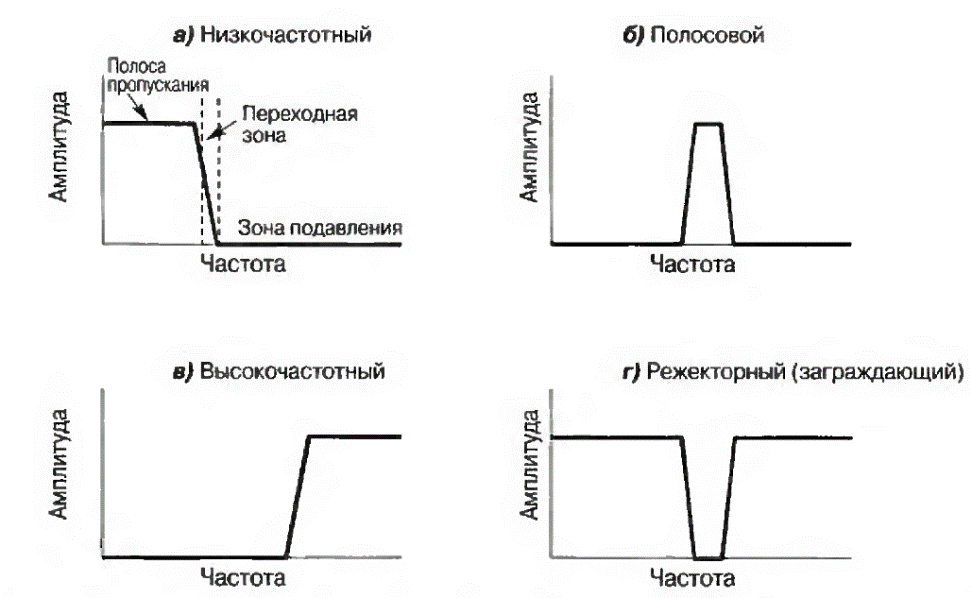 а) Низкочастотный
Полоса
пропускания
Переходная
зона
Зона подавления
Амплитуда
Частота
б) Полосовой
Амплитуда
Частота
в) Высокочастотный
Амплитуда
Частота
г) Режекторный (заграждающий)
Амплитуда
Частота